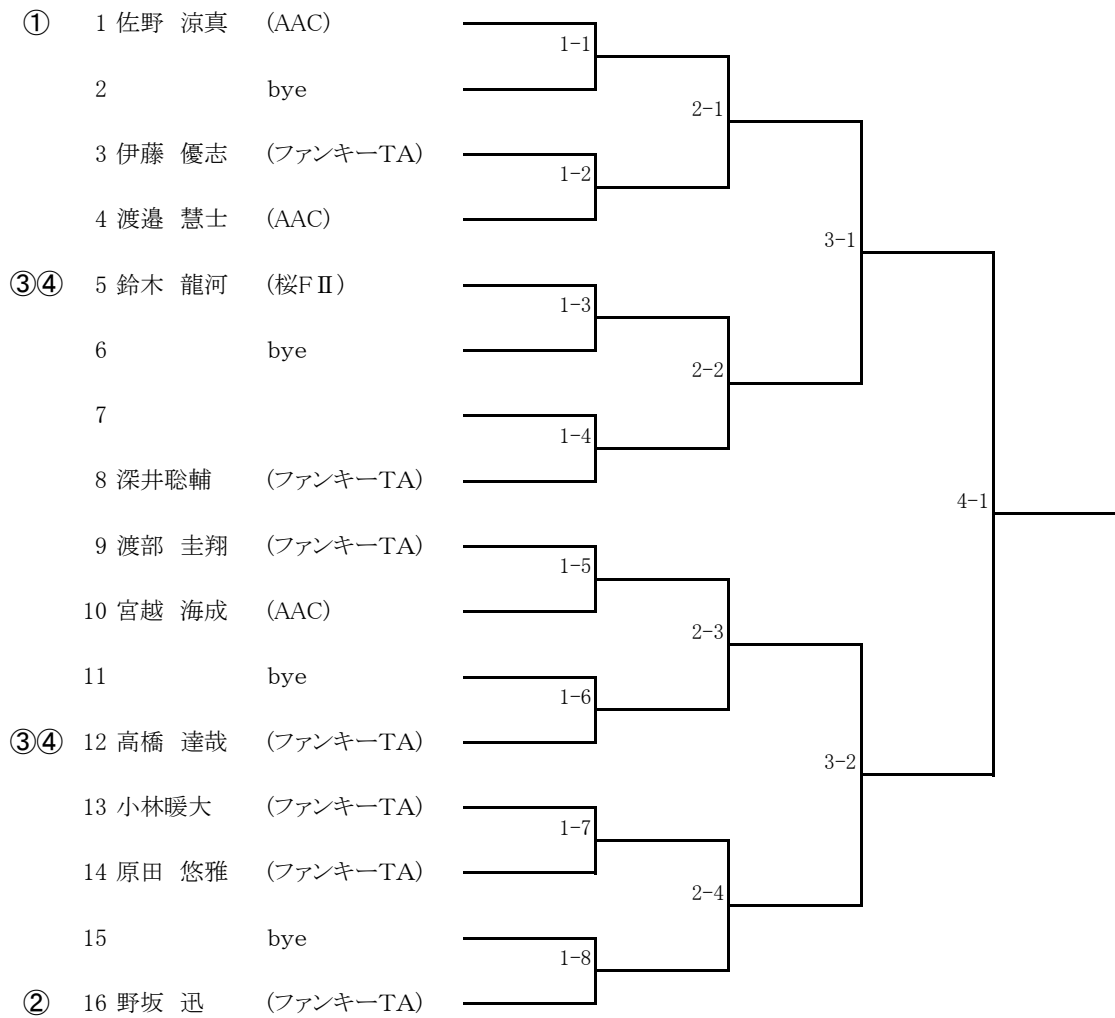 ① 1 佐野 涼真 (AAC)
1-1
2 bye
2-1
3 伊藤 優志 (ファンキーTA)
1-2
4 渡邉 慧士 (AAC)
3-1
③④ 5 鈴木 龍河 (桜FⅡ)
1-3
6 bye
2-2
7
1-4
8 深井聡輔 (ファンキーTA)
4-1
9 渡部 圭翔 (ファンキーTA)
1-5
10 宮越 海成 (AAC)
2-3
11 bye
1-6
③④ 12 高橋 達哉 (ファンキーTA)
3-2
13 小林暖大 (ファンキーTA)
1-7
14 原田 悠雅 (ファンキーTA)
2-4
15 bye
1-8
② 16 野坂 迅 (ファンキーTA)